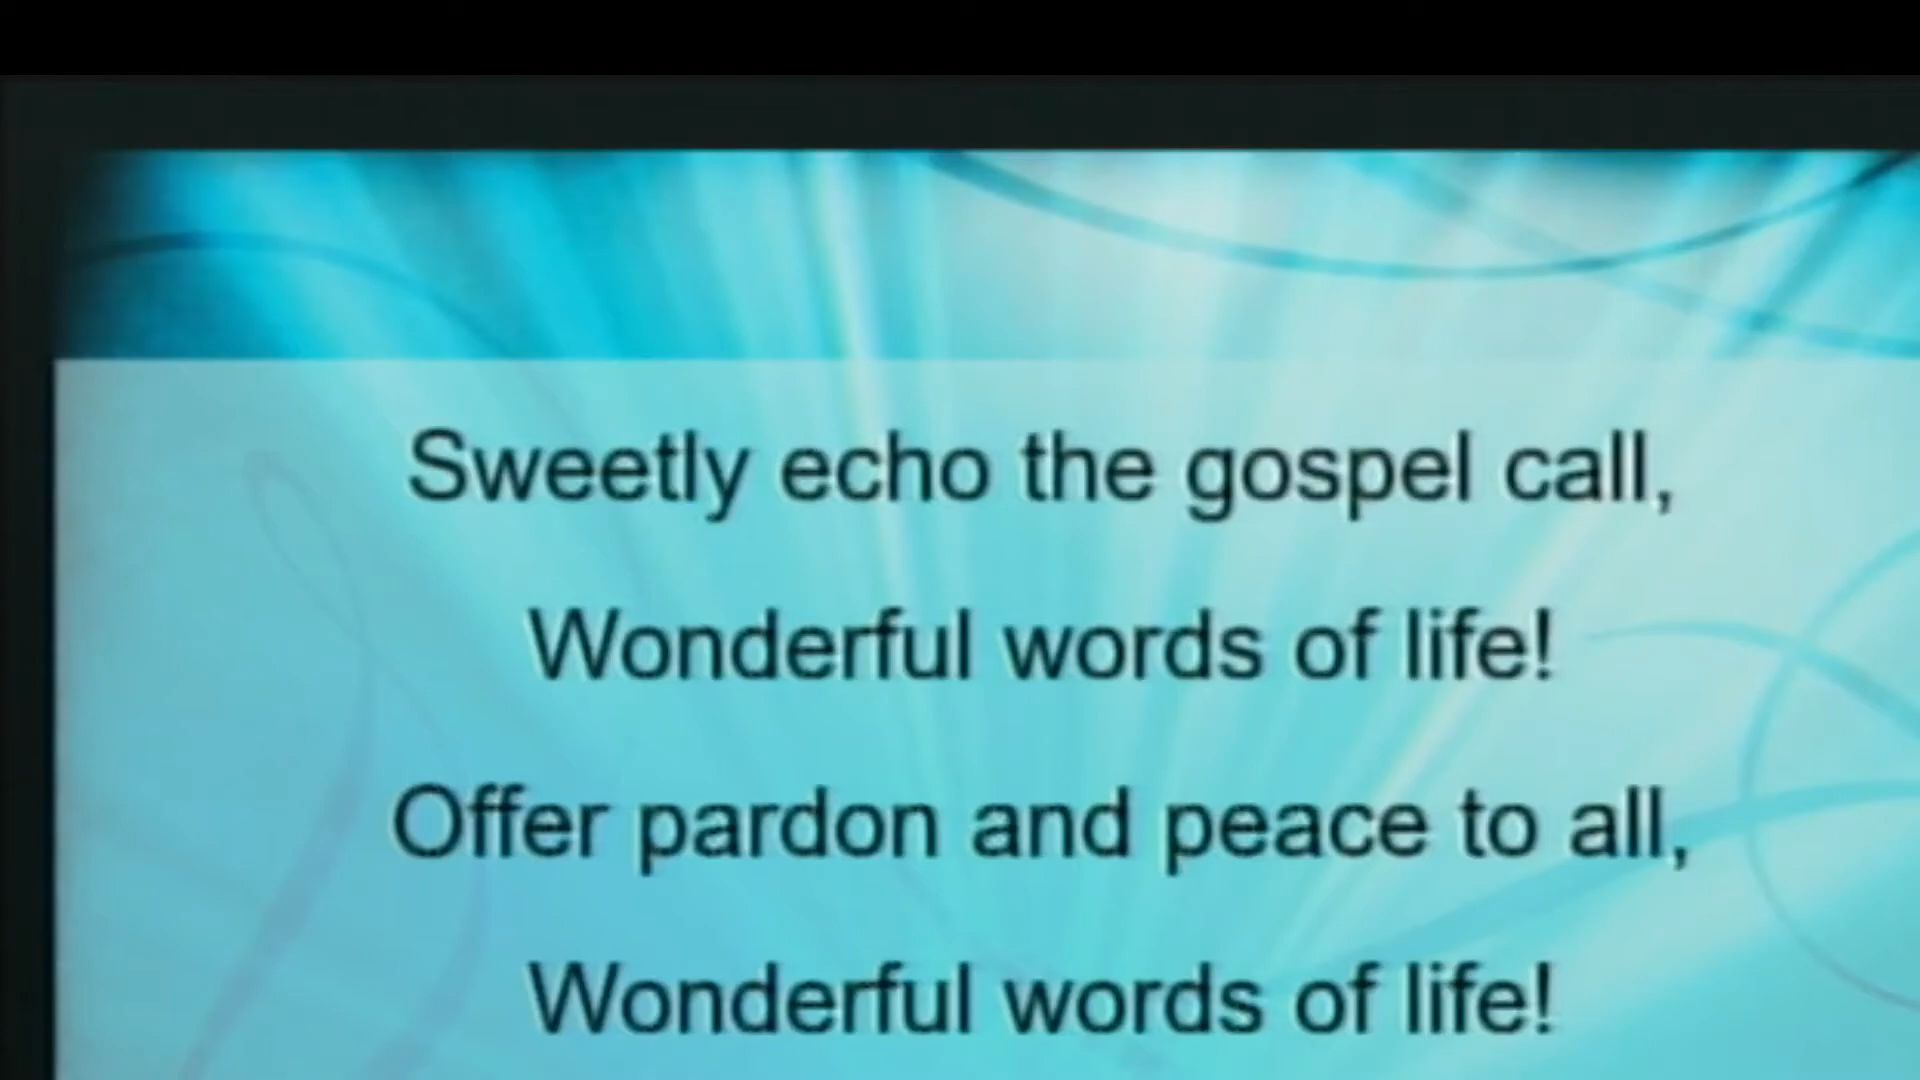 Sweetly echo the gospel call,
Wonderful words of life!
Offer pardon and peace to all,
Wonderful words of life!